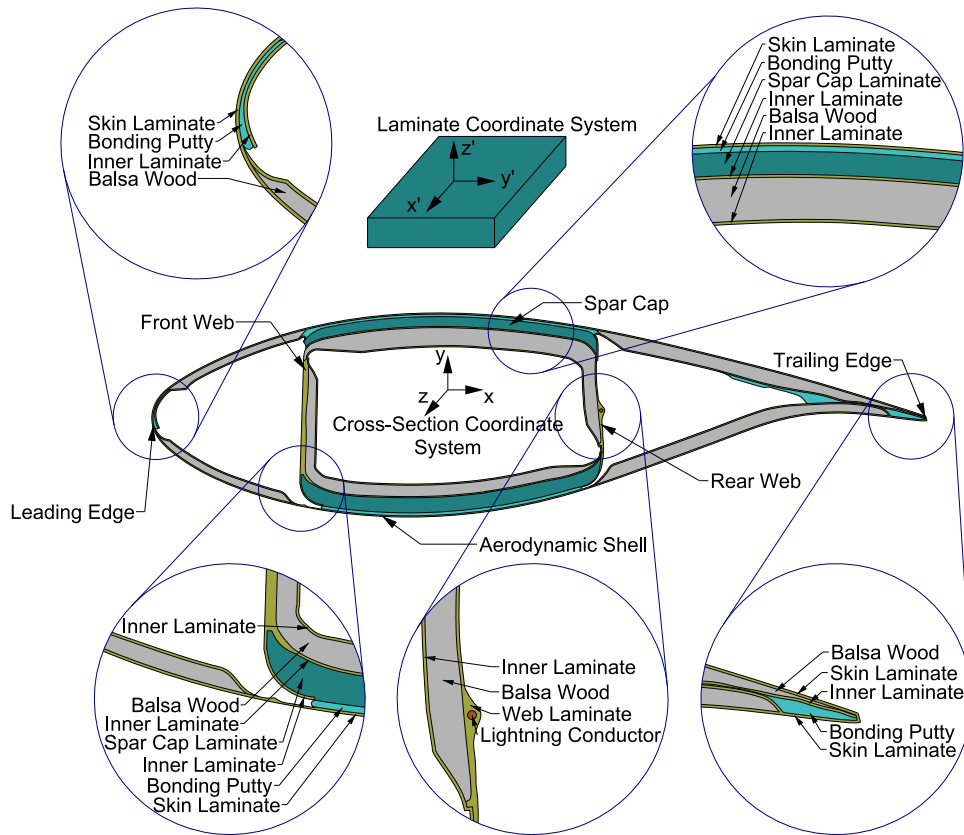 Skin Laminate
Bonding Putty
Inner Laminate
Balsa Wood
Laminate Coordinate System
z'
y'
x'
Skin Laminate
Bonding Putty
Spar Cap Laminate
Inner Laminate
Balsa Wood
Inner Laminate
Front Web
Spar Cap
Trailing Edge
y
z
x
Cross-Section Coordinate
System
Leading Edge
Rear Web
Aerodynamic Shell
Inner Laminate
Balsa Wood
Inner Laminate
Spar Cap Laminate
Inner Laminate
Bonding Putty
Skin Laminate
Inner Laminate
Balsa Wood
Web Laminate
Lightning Conductor
Balsa Wood
Skin Laminate
Inner Laminate
Bonding Putty
Skin Laminate